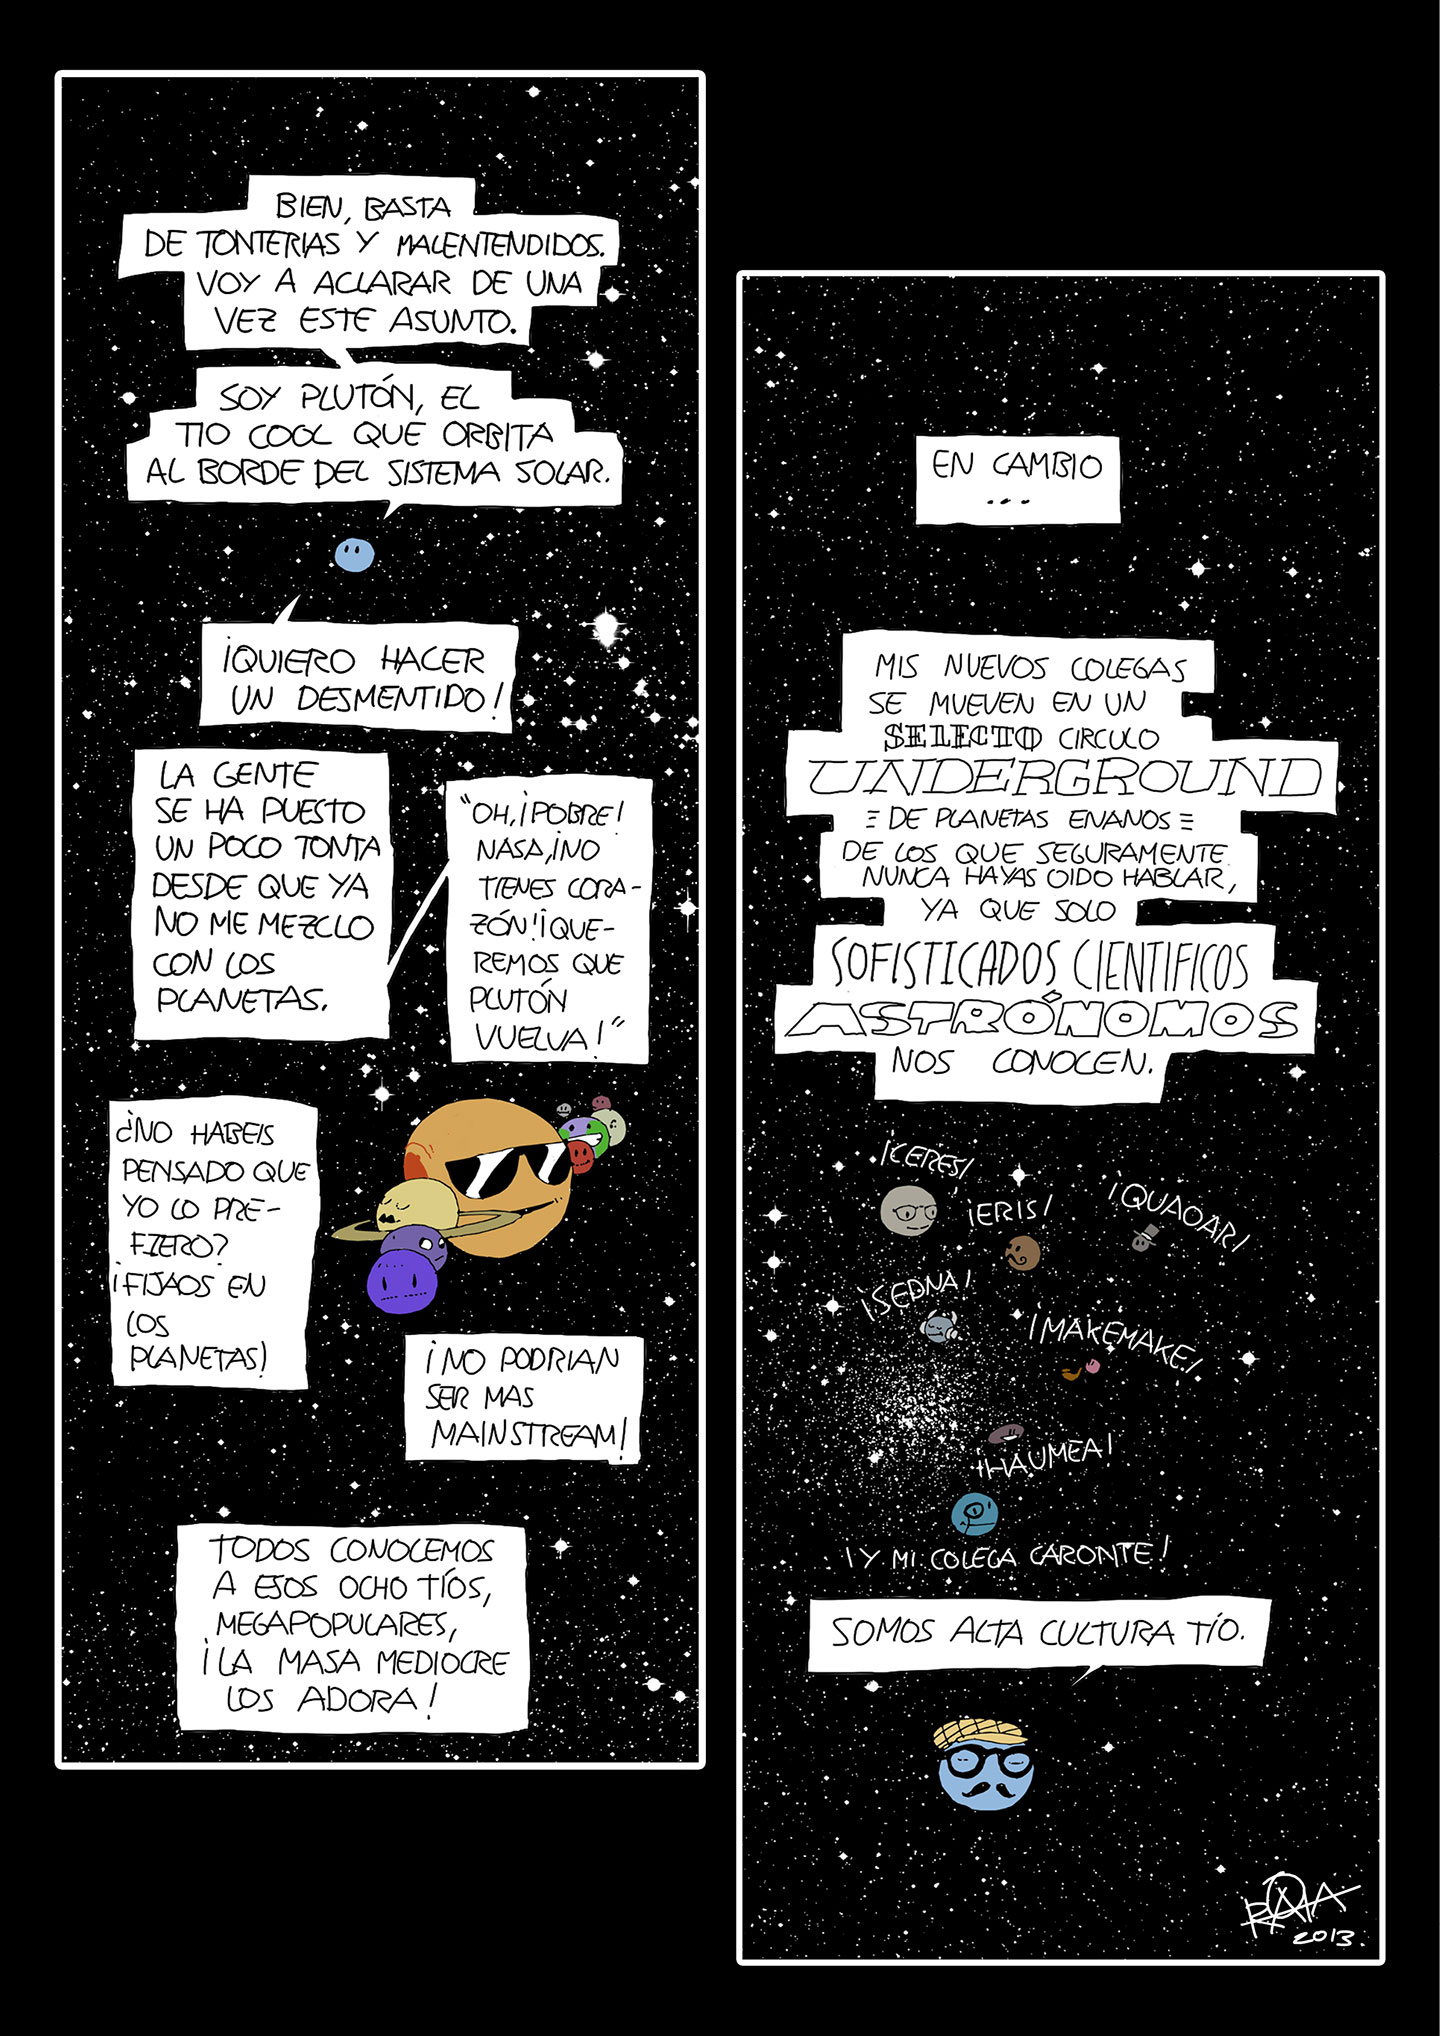 BIEN, BASTA
DE TONTERIAS Y MALENTENDIDOS.
VOY A ACLARAR DE UNA
VEZ ESTE ASUNTO.
SOY PLUTÓN, EL
TIO COOL QUE ORBITA
AL BORDE DEL SISTEMA SOLAR.
¡QUIERO HACER
UN DESMENTIDO!
LA GENTE
SE HA PUESTO
UN POCO TONTA
DESDE QUE YA
NO ME MEZCLO
CON LOS
PLANETAS.
"OH, ¡POBRE!
NASA, ¡NO
TIENES CORA-
ZÓN! ¡QUE-
REMOS QUE
PLUTÓN
VUELVA!"
¿NO HABEIS
PENSADO QUE
YO LO PRE-
FIERO?
¡FIJAOS EN
LOS
PLANETAS!
¡NO PODRIAN
SER MAS
MAINSTREAM!
TODOS CONOCEMOS
A ESOS OCHO TÍOS,
MEGAPOPULARES,
¡LA MASA MEDIOCRE
LOS ADORA!
EN CAMBIO
...
MIS NUEVOS COLEGAS
SE MUEVEN EN UN
SELECTO CIRCULO
UNDERGROUND
DE PLANETAS ENANOS
DE LOS QUE SEGURAMENTE
NUNCA HAYAS OIDO HABLAR,
YA QUE SOLO
SOFISTICADOS CIENTIFICOS
ASTRÓNOMOS
NOS CONOCEN.
¡CERES!
¡ERIS!
¡QUAOAR!
¡SEDNA!
¡MAKEMAKE!
¡HAUMEA!
¡Y MI COLEGA CARONTE!
SOMOS ALTA CULTURA TÍO.
2013.